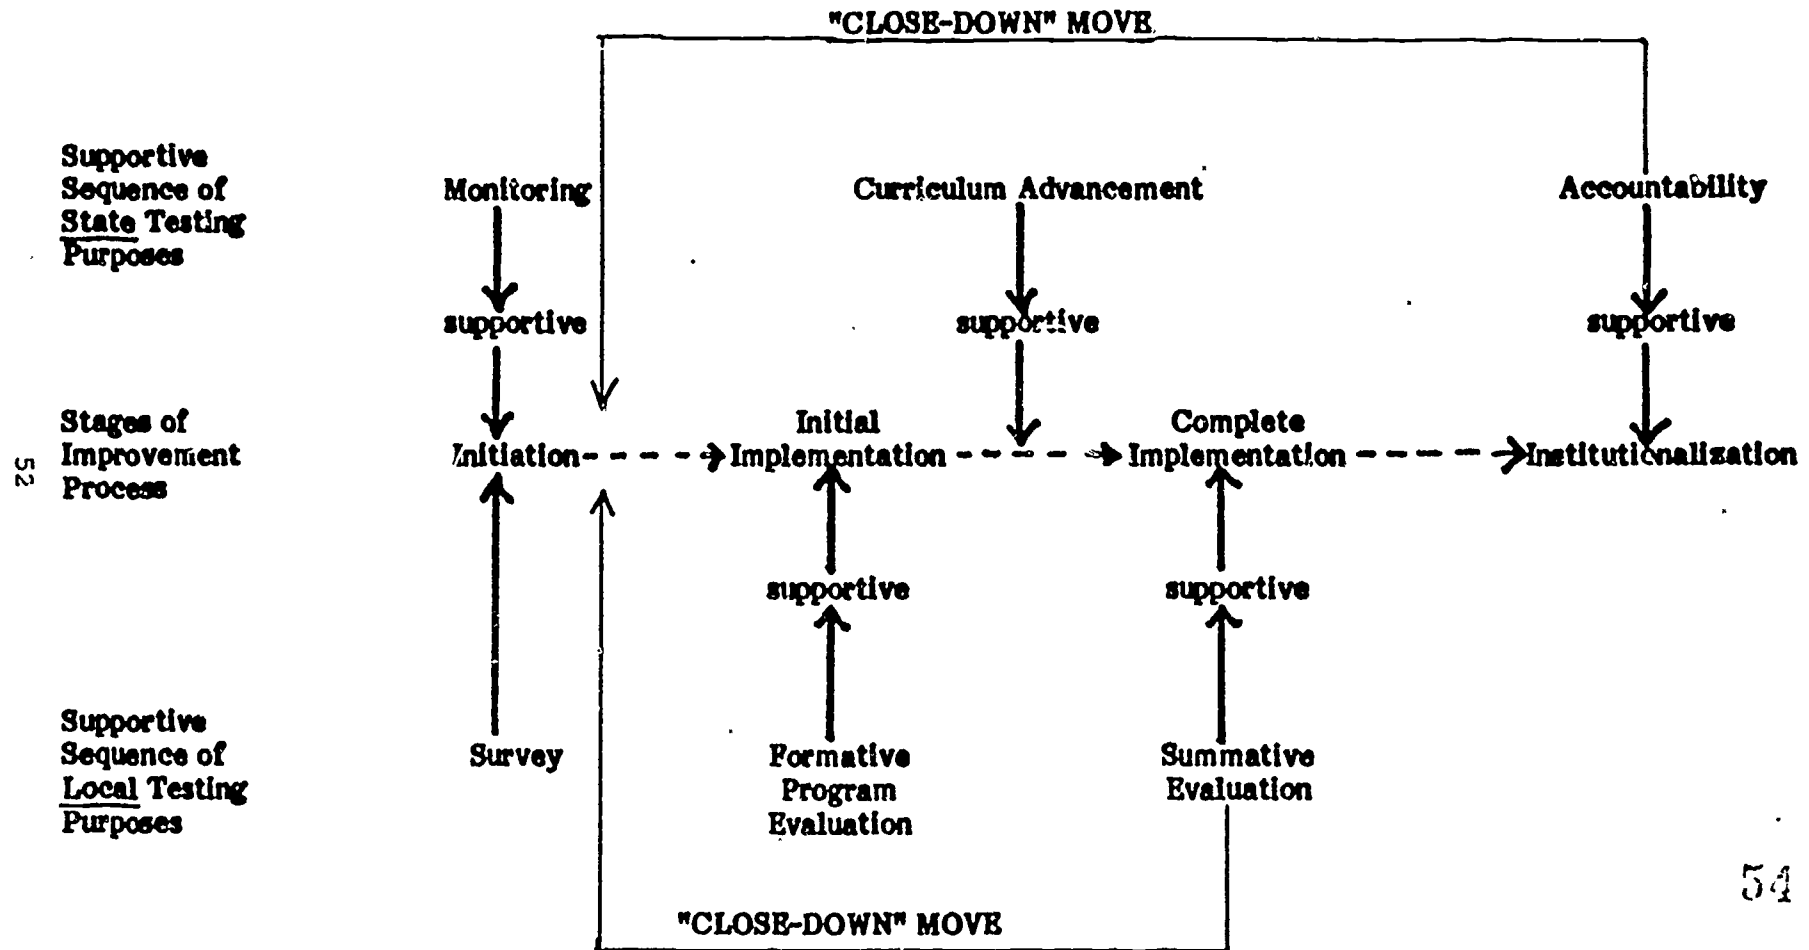 "CLOSE-DOWN" MOVE
Supportive
Sequence of
State Testing
Purposes
Monitoring
Curriculum Advancement
Accountability
supportive
supportive
supportive
Stages of
Improvement
Process
Initiation
Initial
Implementation
Complete
Implementation
Institutionalization
52
supportive
supportive
Supportive
Sequence of
Local Testing
Purposes
Survey
Formative
Program
Evaluation
Summative
Evaluation
"CLOSE-DOWN" MOVE
54